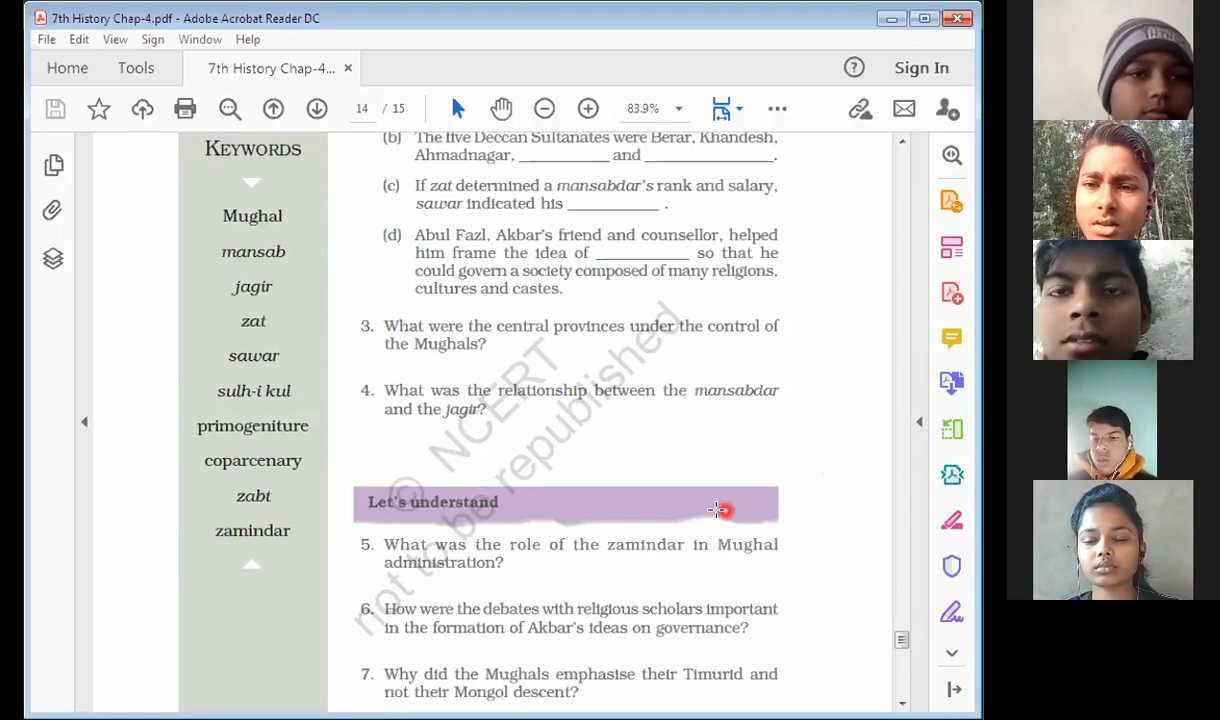 7th History Chap-4.pdf - Adobe Acrobat Reader DC
File Edit View Sign Window Help
Home Tools 7th History Chap-4... × Sign In
14 / 15 83.9%
KEYWORDS
Mughal
mansab
jagir
zat
sawar
sulh-i kul
primogeniture
coparcenary
zabt
zamindar
(b) The five Deccan Sultanates were Berar, Khandesh,
Ahmadnagar, __________ and ______________.
(c) If zat determined a mansabdar's rank and salary,
sawar indicated his __________ .
(d) Abul Fazl, Akbar's friend and counsellor, helped
him frame the idea of __________ so that he
could govern a society composed of many religions,
cultures and castes.
3. What were the central provinces under the control of
the Mughals?
4. What was the relationship between the mansabdar
and the jagir?
Let's understand
5. What was the role of the zamindar in Mughal
administration?
6. How were the debates with religious scholars important
in the formation of Akbar's ideas on governance?
7. Why did the Mughals emphasise their Timurid and
not their Mongol descent?
© NCERT
not to be republished